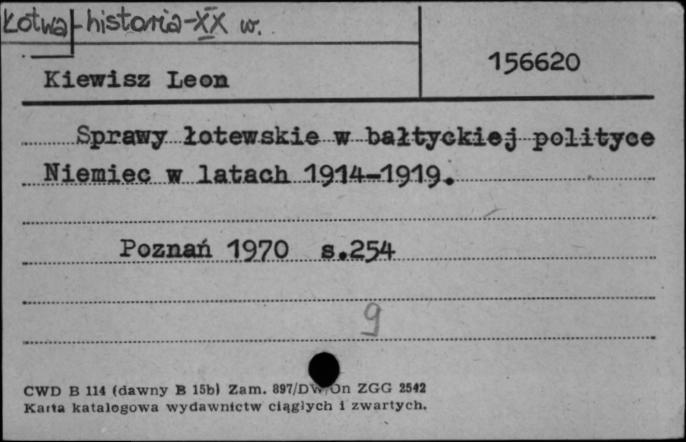 Łotwa-historia-XX w.
156620
Kiewisz Leon
Sprawy łotewskie w bałtyckiej polityce
Niemiec w latach 1914-1919.
Poznań 1970 s.254
9
CWD B 114 (dawny B 15b) Zam. 897/DW/On ZGG 2542
Karta katalogowa wydawnictw ciągłych i zwartych.